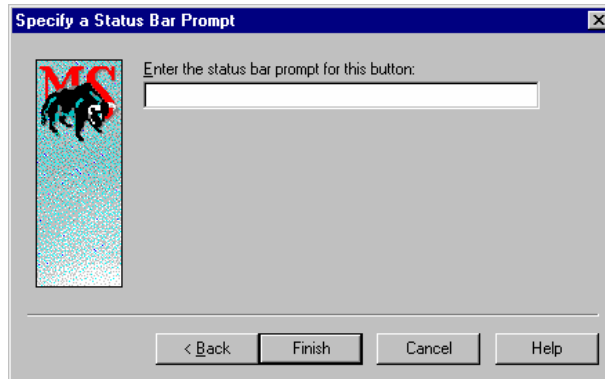 Specify a Status Bar Prompt
MS
Enter the status bar prompt for this button:
< Back
Finish
Cancel
Help